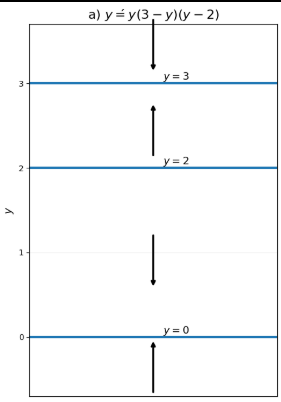 a) y=́ y(3 − y)(y − 2)
3
y = 3
2
y = 2
y
1
y = 0
0